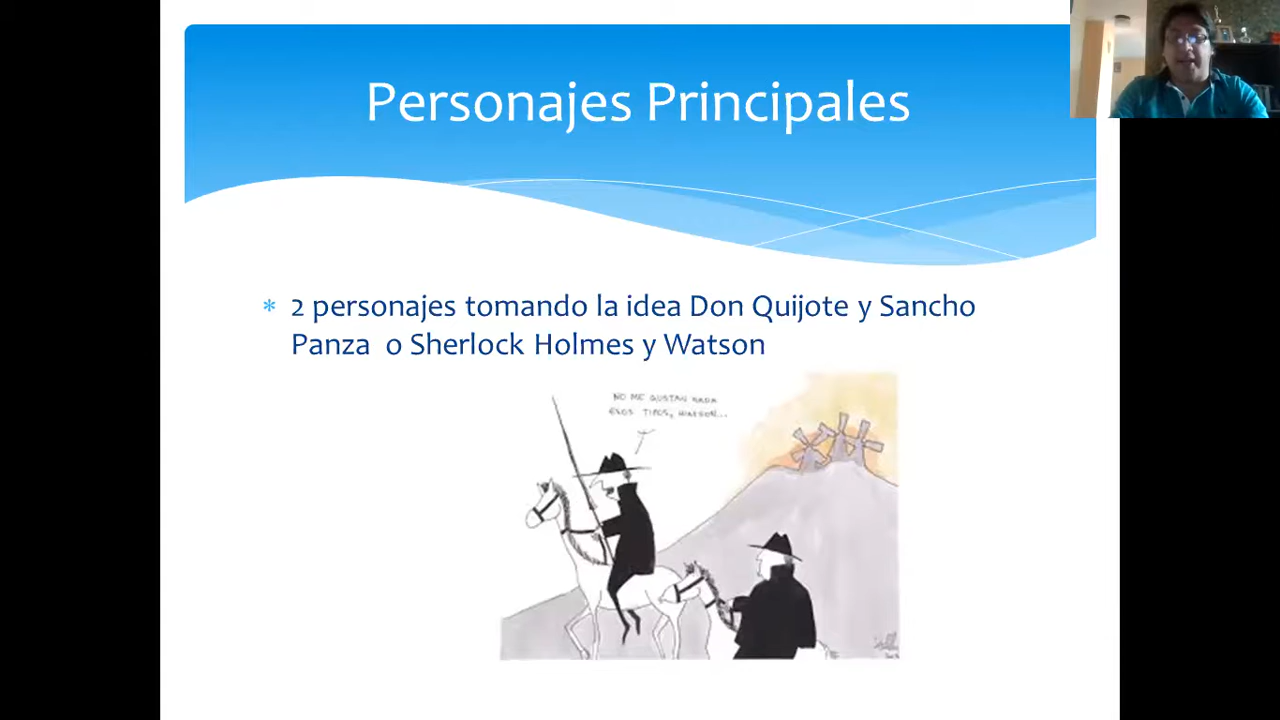 Personajes Principales
2 personajes tomando la idea Don Quijote y Sancho
Panza o Sherlock Holmes y Watson
NO ME GUSTAN NADA
ESOS TIPOS,